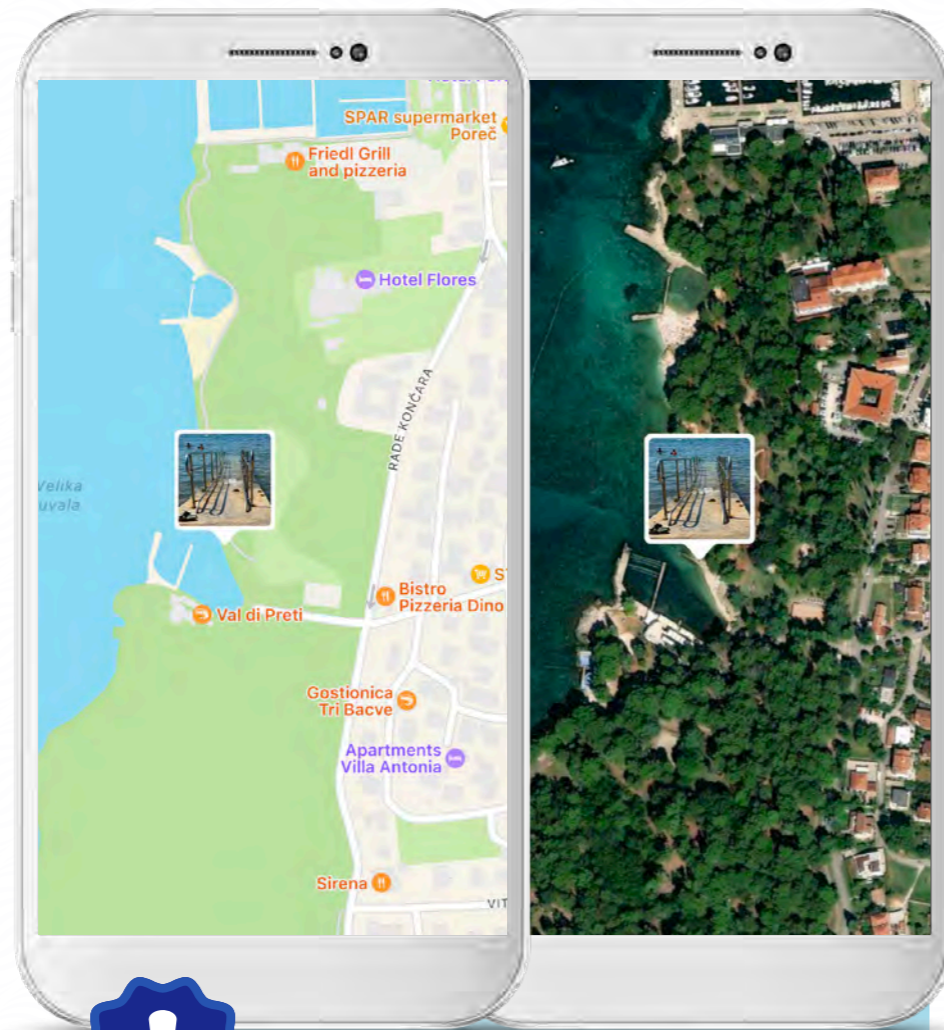 SPAR supermarket
Poreč
Friedl Grill
and pizzeria
Hotel Flores
RADE KONČARA
Velika
uvala
Bistro
Pizzeria Dino
Val di Preti
Gostionica
Tri Bacve
Apartments
Villa Antonia
Sirena
VIT